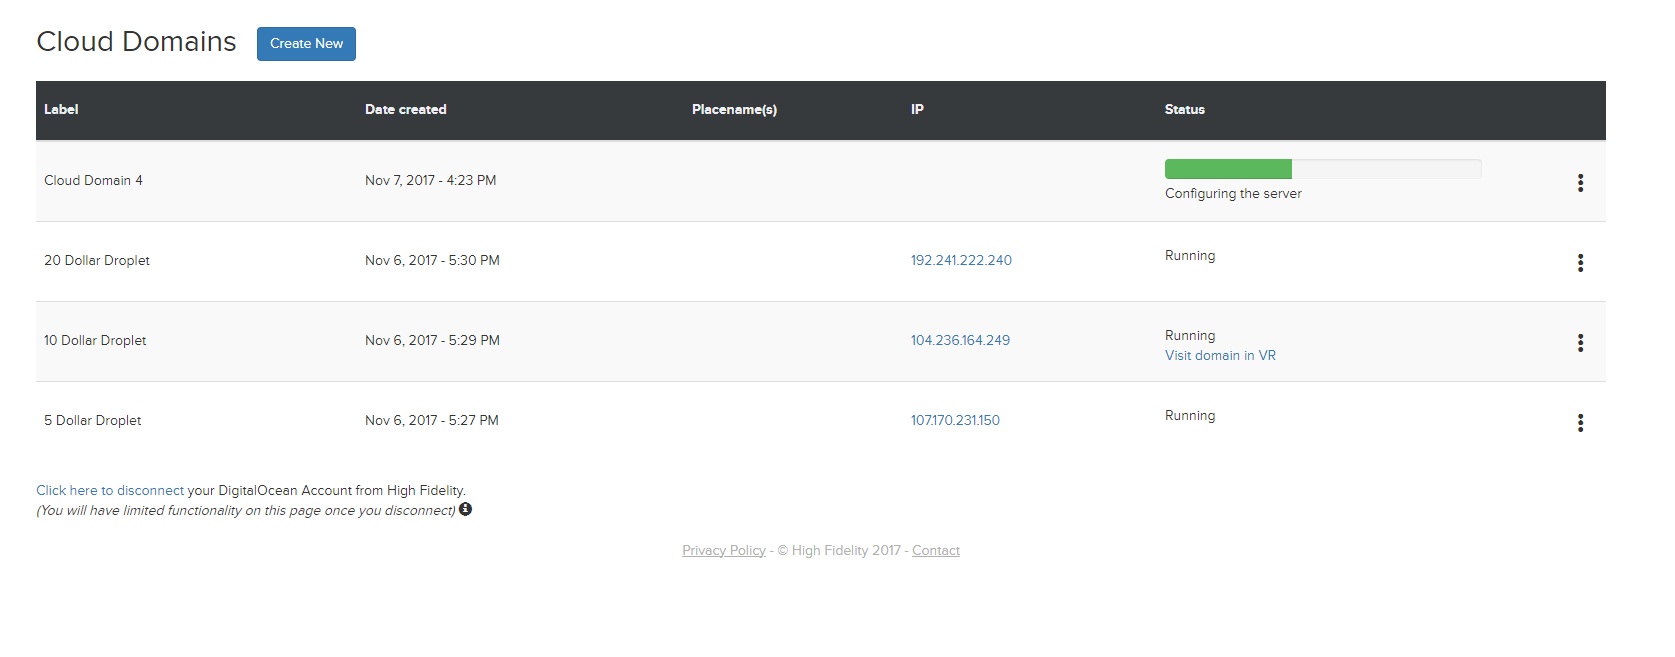 Cloud Domains Create New
Label Date created Placename(s) IP Status
Cloud Domain 4 Nov 7, 2017 - 4:23 PM
Configuring the server
20 Dollar Droplet Nov 6, 2017 - 5:30 PM 192.241.222.240 Running
10 Dollar Droplet Nov 6, 2017 - 5:29 PM 104.236.164.249 Running
Visit domain in VR
5 Dollar Droplet Nov 6, 2017 - 5:27 PM 107.170.231.150 Running
Click here to disconnect your DigitalOcean Account from High Fidelity.
(You will have limited functionality on this page once you disconnect)
Privacy Policy - © High Fidelity 2017 - Contact